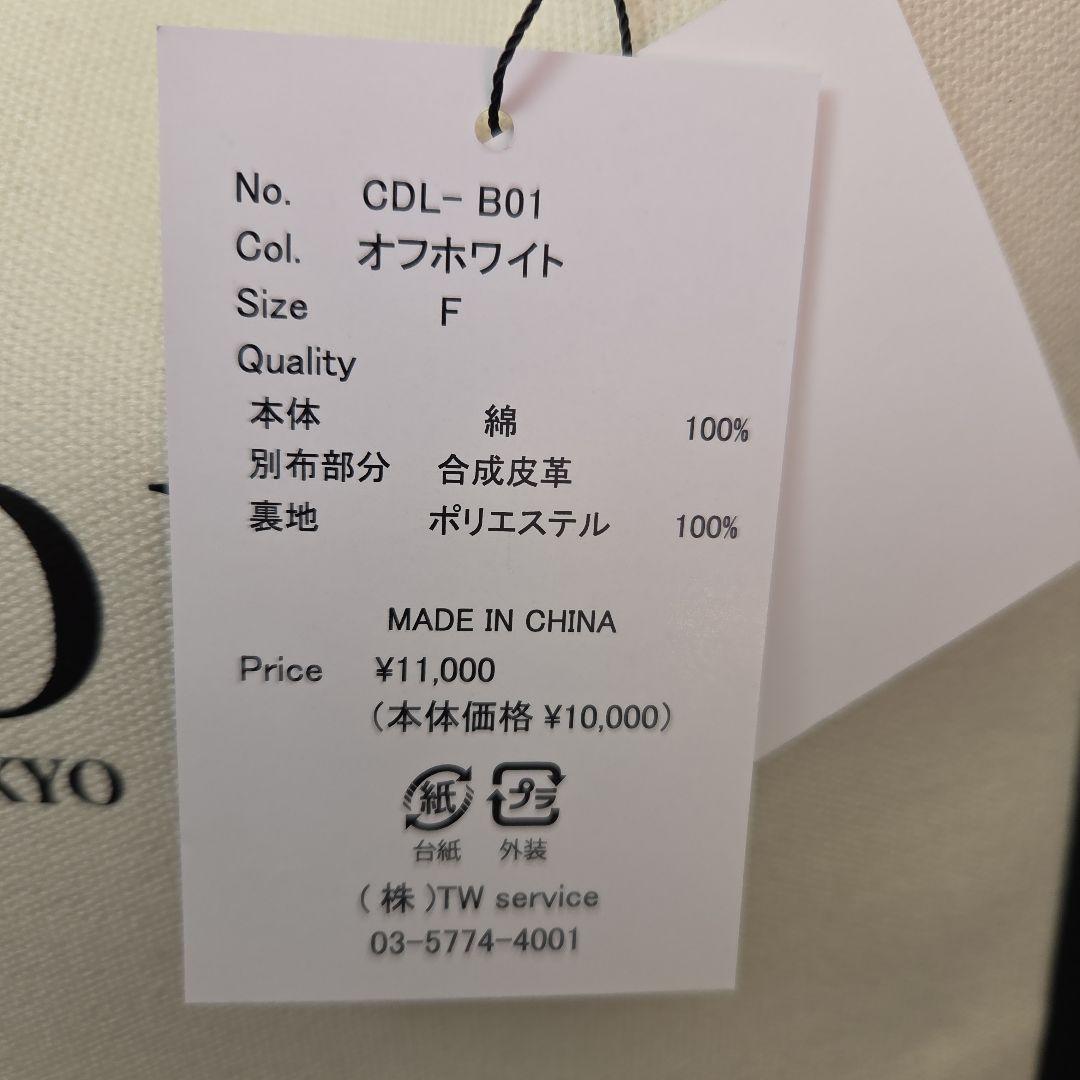 No. CDL- B01
Col. オフホワイト
Size F
Quality
本体 綿 100%
別布部分 合成皮革
裏地 ポリエステル 100%
MADE IN CHINA
Price ¥11,000
(本体価格 ¥10,000)
紙 プラ
台紙 外装
(株)TW service
03-5774-4001
KYO